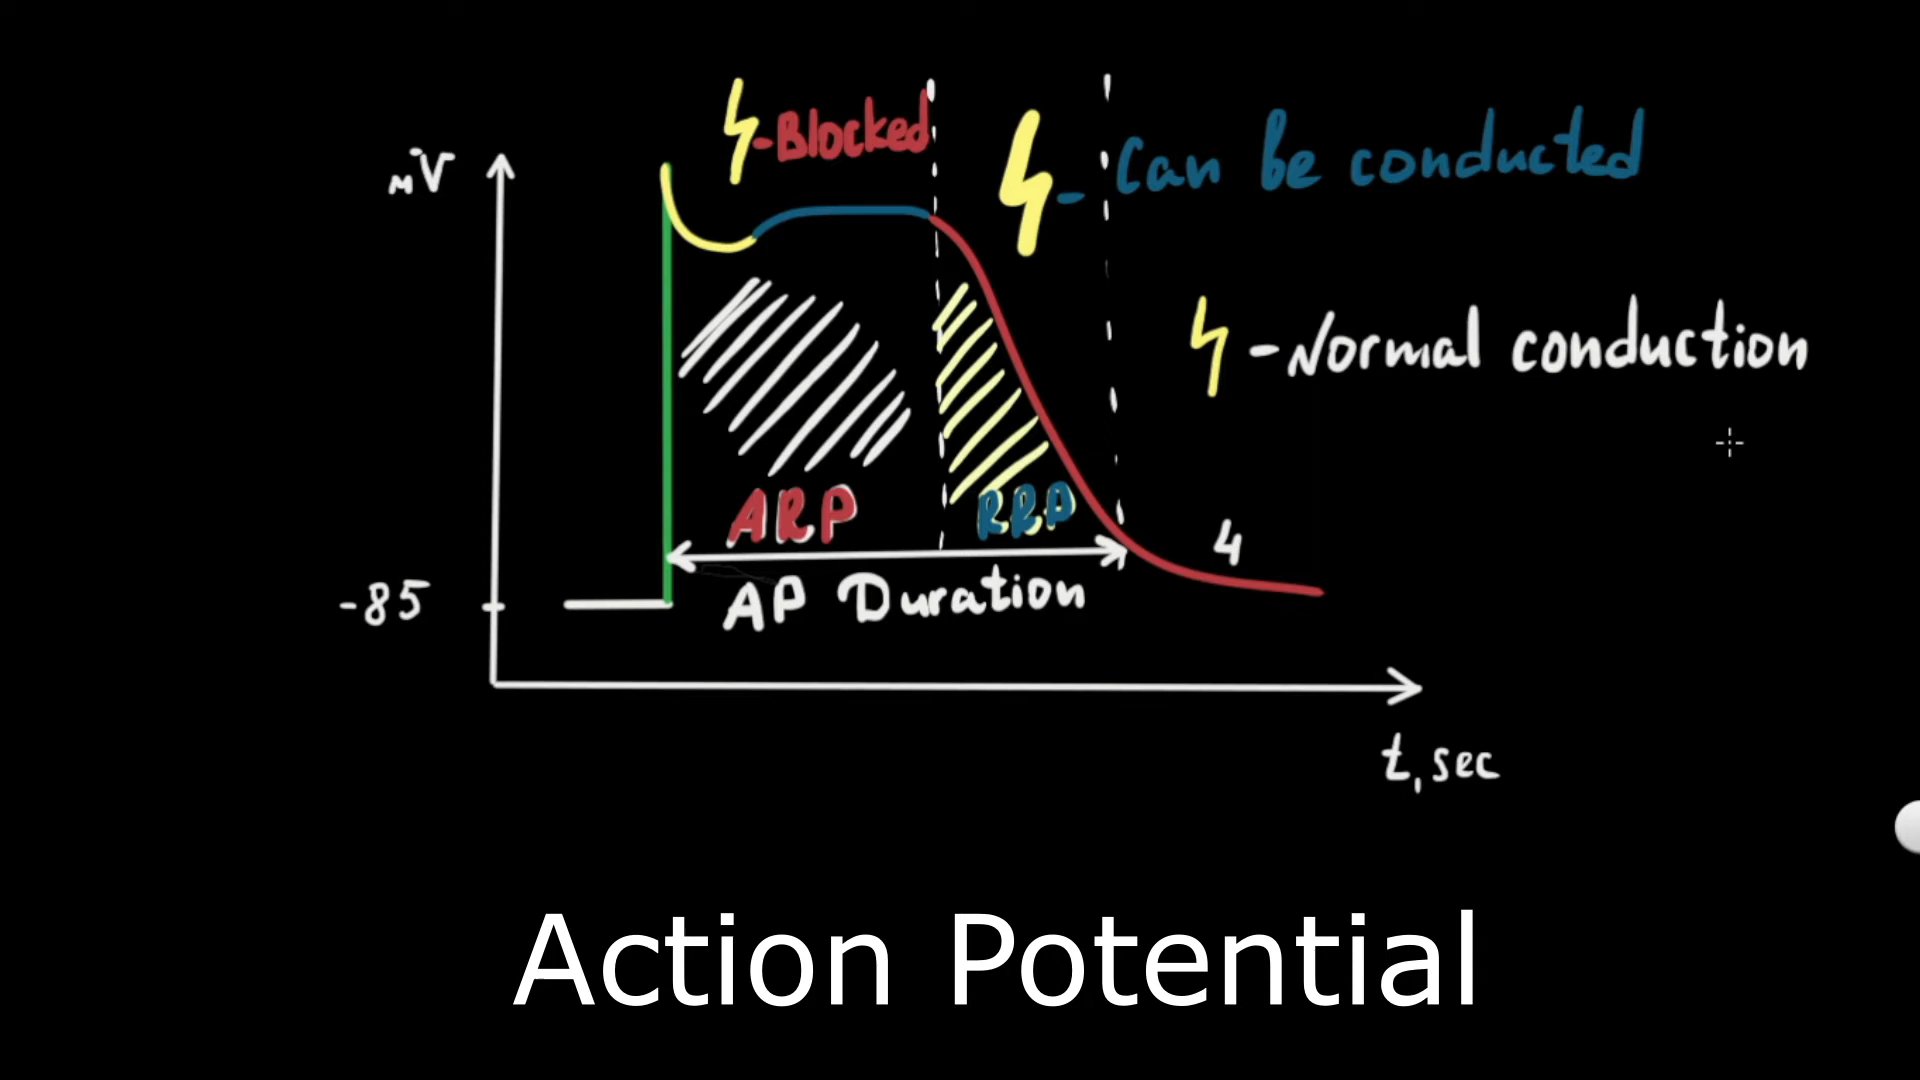 -Blocked
- Can be conducted
mV
-Normal conduction
ARP
RRP
4
-85
AP Duration
t, sec
Action Potential